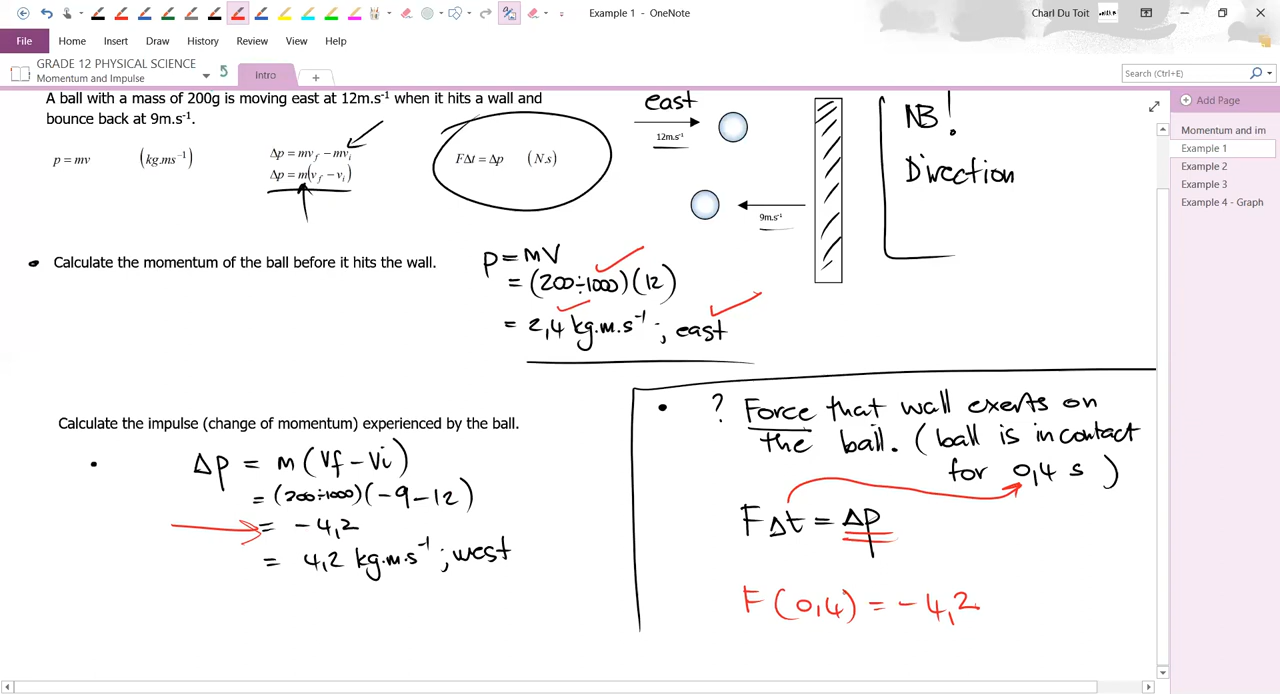 Example 1 - OneNote
Charl Du Toit
File Home Insert Draw History Review View Help
GRADE 12 PHYSICAL SCIENCE
Momentum and Impulse
Intro
+
Search (Ctrl+E)
Add Page
Momentum and im
Example 1
Example 2
Example 3
Example 4 - Graph
A ball with a mass of 200g is moving east at 12m.s⁻¹ when it hits a wall and
bounce back at 9m.s⁻¹.
p = mv (kg.ms⁻¹)
Δp = mv_f − mv_i
Δp = m(v_f − v_i)
FΔt = Δp (N.s)
east
12m.s⁻¹
9m.s⁻¹
NB!
Direction
Calculate the momentum of the ball before it hits the wall.
p = mV
= (200÷1000)(12)
= 2,4 kg.m.s⁻¹ ; east
Calculate the impulse (change of momentum) experienced by the ball.
Δp = m(Vf − Vi)
= (200÷1000)(−9−12)
= −4,2
= 4,2 kg.m.s⁻¹ ; west
? Force that wall exerts on
the ball. (ball is in contact
for 0,4 s)
FΔt = Δp
F(0,4) = −4,2